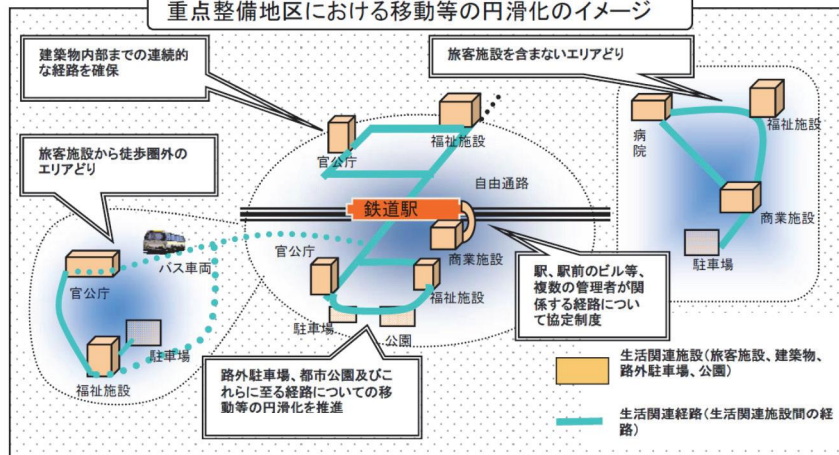 重点整備地区における移動等の円滑化のイメージ
建築物内部までの連続的
な経路を確保
旅客施設を含まないエリアどり
旅客施設から徒歩圏外の
エリアどり
官公庁
福祉施設
病
院
福祉施設
自由通路
鉄道駅
商業施設
駐車場
バス車両
官公庁
官公庁
商業施設
福祉施設
駐車場
公園
駐車場
福祉施設
駅、駅前のビル等、
複数の管理者が関
係する経路につい
て協定制度
路外駐車場、都市公園及びこ
れらに至る経路についての移
動等の円滑化を推進
生活関連施設(旅客施設、建築物、
路外駐車場、公園)
生活関連経路(生活関連施設間の経
路)